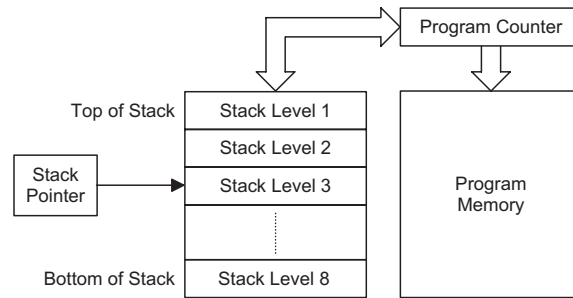 Program Counter
Top of Stack
Stack Level 1
Stack Level 2
Stack
Pointer
Stack Level 3
Program
Memory
Bottom of Stack
Stack Level 8